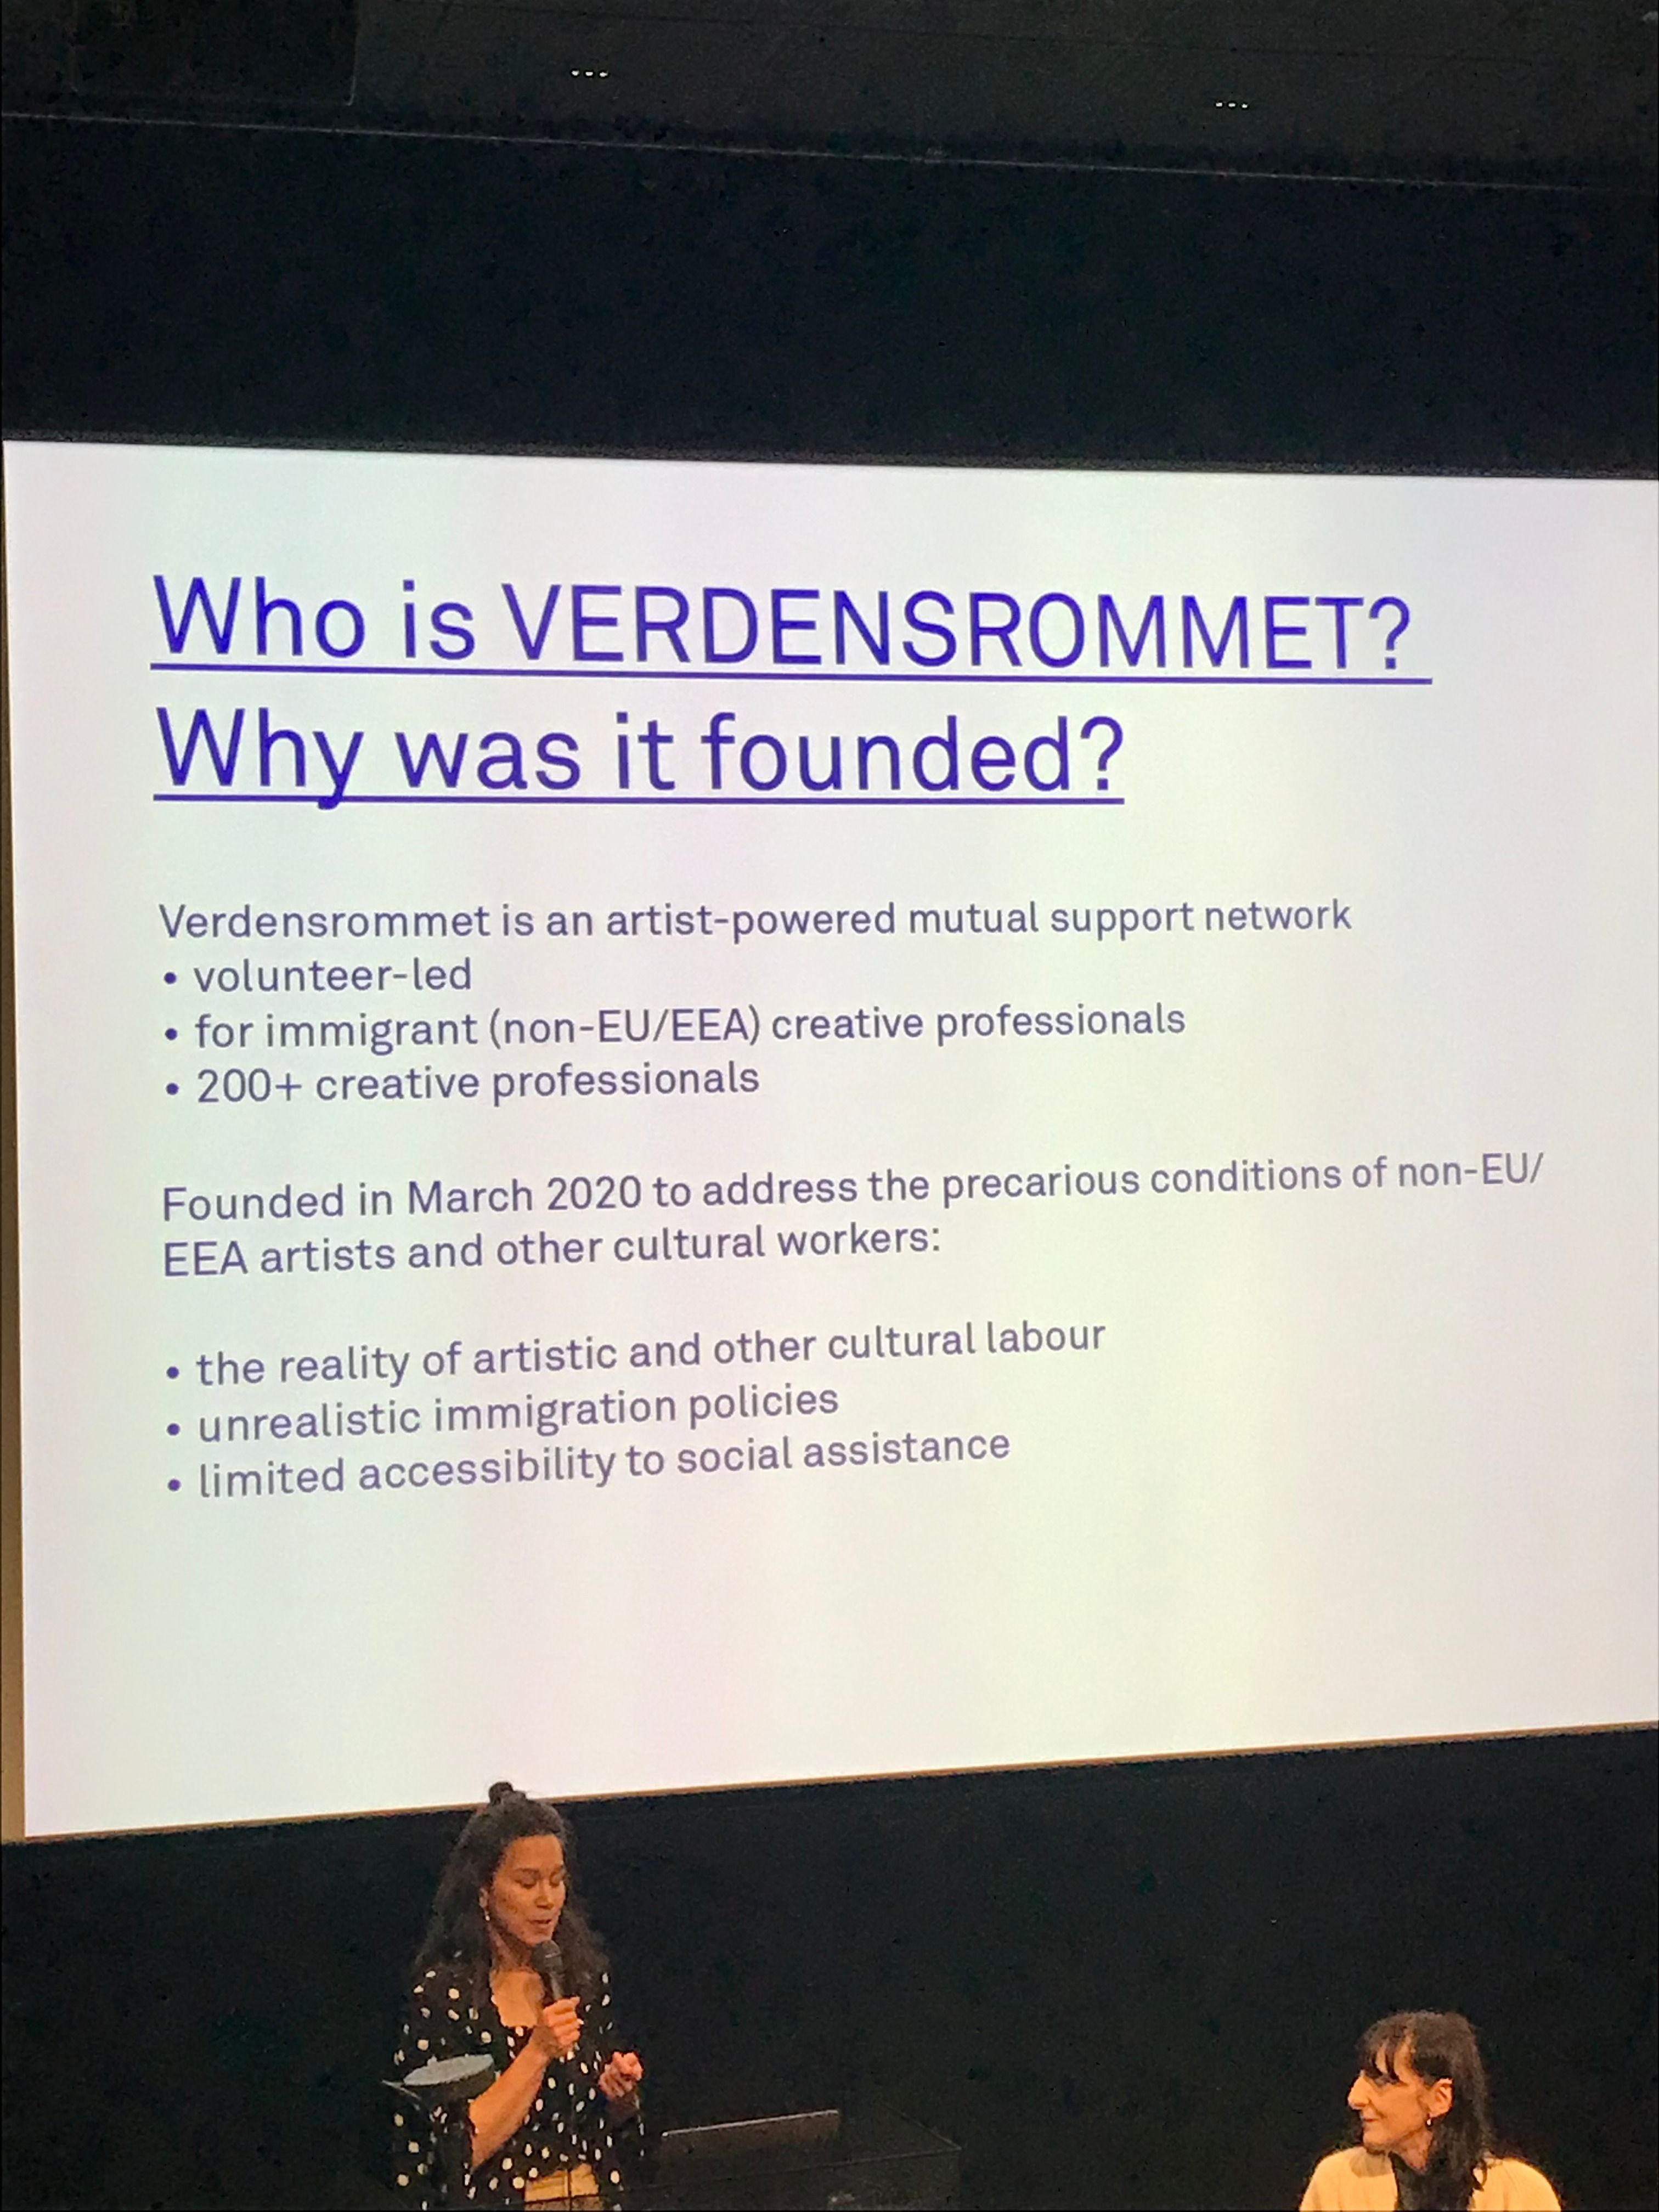 Who is VERDENSROMMET?
Why was it founded?
Verdensrommet is an artist-powered mutual support network
• volunteer-led
• for immigrant (non-EU/EEA) creative professionals
• 200+ creative professionals
Founded in March 2020 to address the precarious conditions of non-EU/
EEA artists and other cultural workers:
• the reality of artistic and other cultural labour
• unrealistic immigration policies
• limited accessibility to social assistance